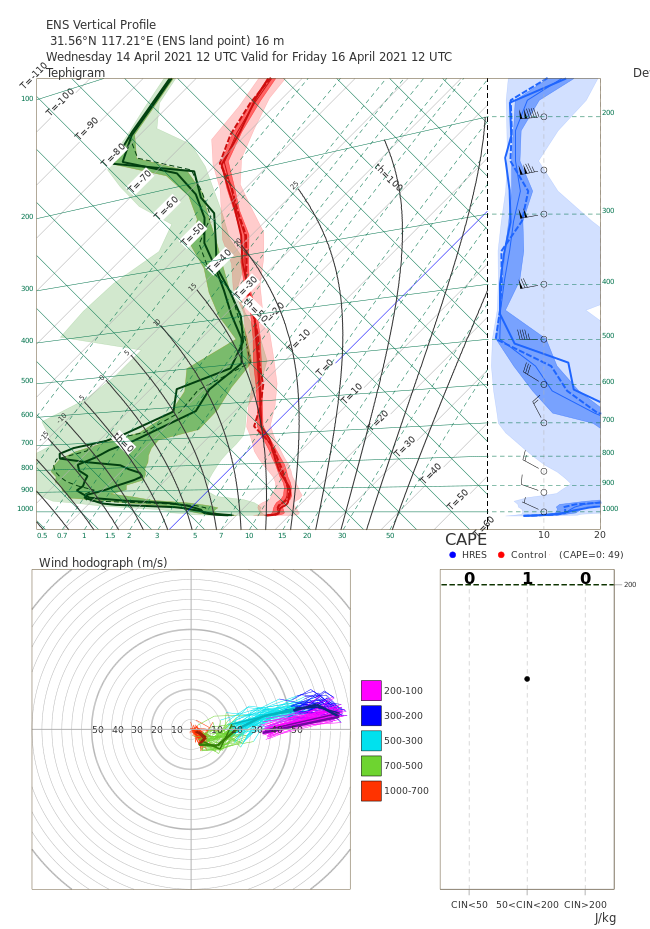 ENS Vertical Profile
31.56°N 117.21°E (ENS land point) 16 m
Wednesday 14 April 2021 12 UTC Valid for Friday 16 April 2021 12 UTC
Tephigram
De
T=-110
T=-100
T=-90
T=-80
T=-70
T=-60
T=-50
T=-40
T=-30
T=-20
T=-10
T=0
T=10
T=20
T=30
T=40
T=50
T=60
th=100
th=50
th=0
25
20
15
10
5
0
-5
-10
-15
100
200
300
400
500
600
700
800
900
1000
200
300
400
500
600
700
800
900
1000
0.5 0.7 1 1.5 2 3 5 7 10 15 20 30 50
10 20
CAPE
HRES Control (CAPE=0: 49)
0 1 0
200
CIN<50 50<CIN<200 CIN>200
J/kg
Wind hodograph (m/s)
50 40 30 20 10 10 20 30 40 50
200-100
300-200
500-300
700-500
1000-700